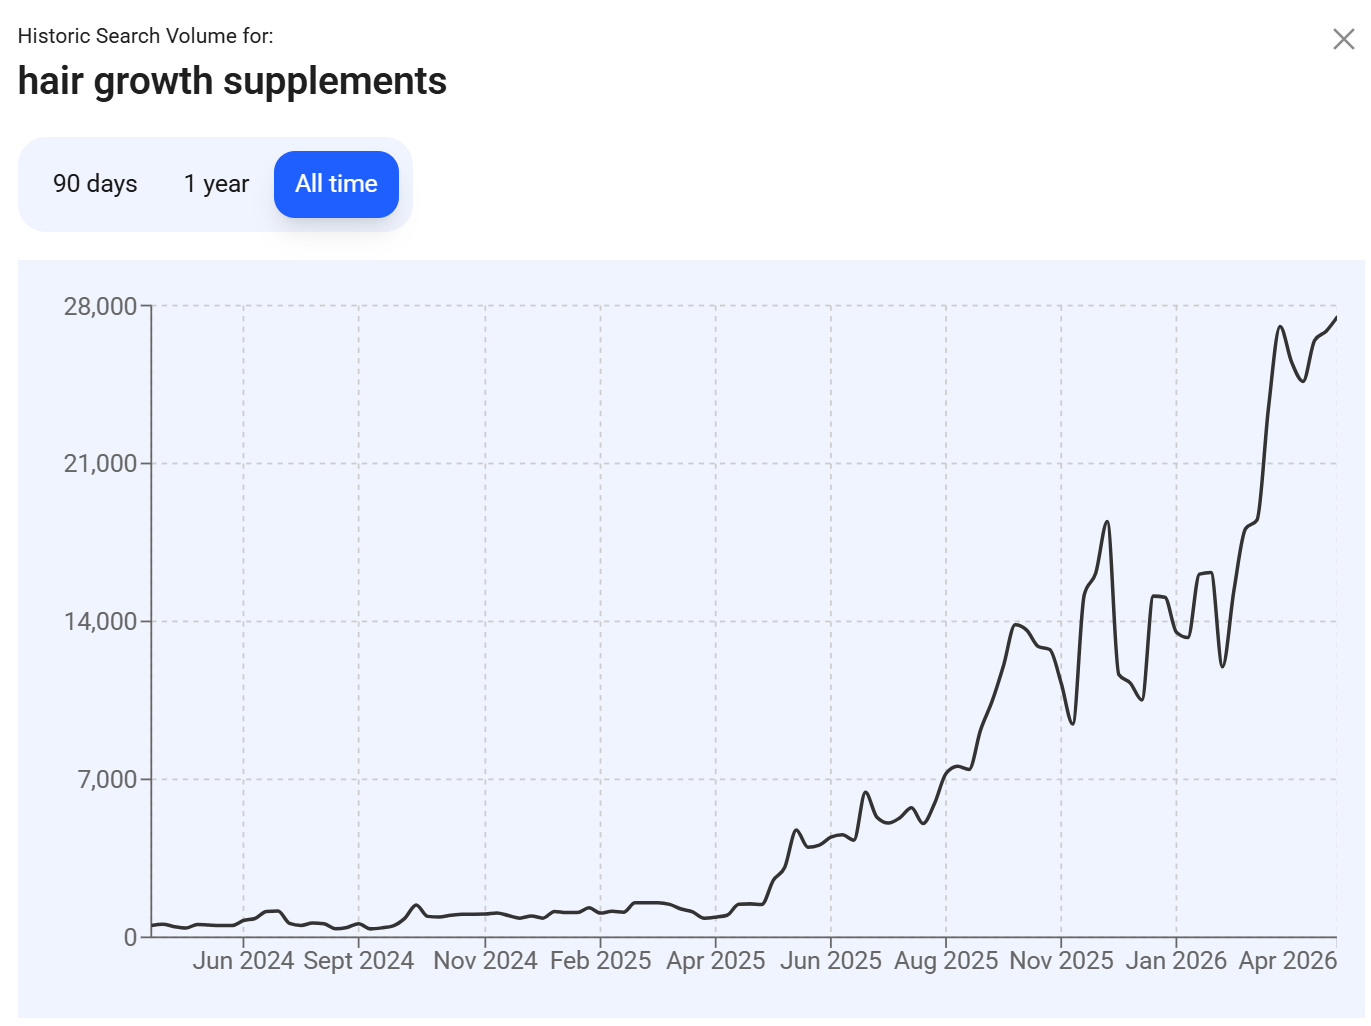 Historic Search Volume for:
hair growth supplements
90 days 1 year All time
28,000
21,000
14,000
7,000
0
Jun 2024 Sept 2024 Nov 2024 Feb 2025 Apr 2025 Jun 2025 Aug 2025 Nov 2025 Jan 2026 Apr 2026